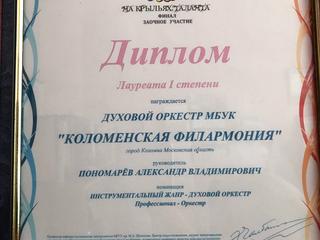 НА КРЫЛЬЯХ ТАЛАНТА
ФИНАЛ
ЗАОЧНОЕ УЧАСТИЕ
Диплом
Лауреата I степени
награждается
ДУХОВОЙ ОРКЕСТР МБУК
"КОЛОМЕНСКАЯ ФИЛАРМОНИЯ"
город Коломна Московская область
руководитель
ПОНОМАРЁВ АЛЕКСАНДР ВЛАДИМИРОВИЧ
номинация
ИНСТРУМЕНТАЛЬНЫЙ ЖАНР - ДУХОВОЙ ОРКЕСТР
Профессионал - Оркестр